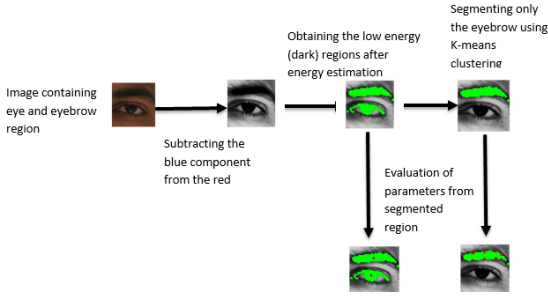 Image containing
eye and eyebrow
region
Subtracting the
blue component
from the red
Obtaining the low energy
(dark) regions after
energy estimation
Segmenting only
the eyebrow using
K-means
clustering
Evaluation of
parameters from
segmented
region